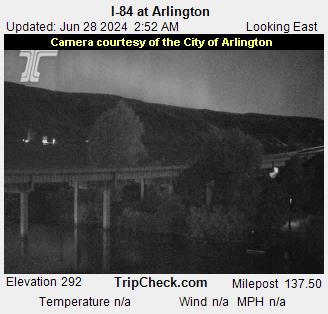 I-84 at Arlington
Updated: Jun 28 2024 2:52 AM Looking East
Camera courtesy of the City of Arlington
Elevation 292 TripCheck.com Milepost 137.50
Temperature n/a Wind n/a MPH n/a